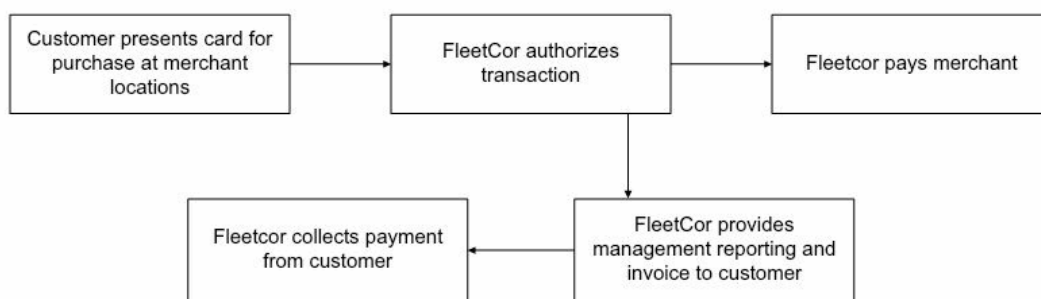 Customer presents card for
purchase at merchant
locations
FleetCor authorizes
transaction
Fleetcor pays merchant
Fleetcor collects payment
from customer
FleetCor provides
management reporting and
invoice to customer